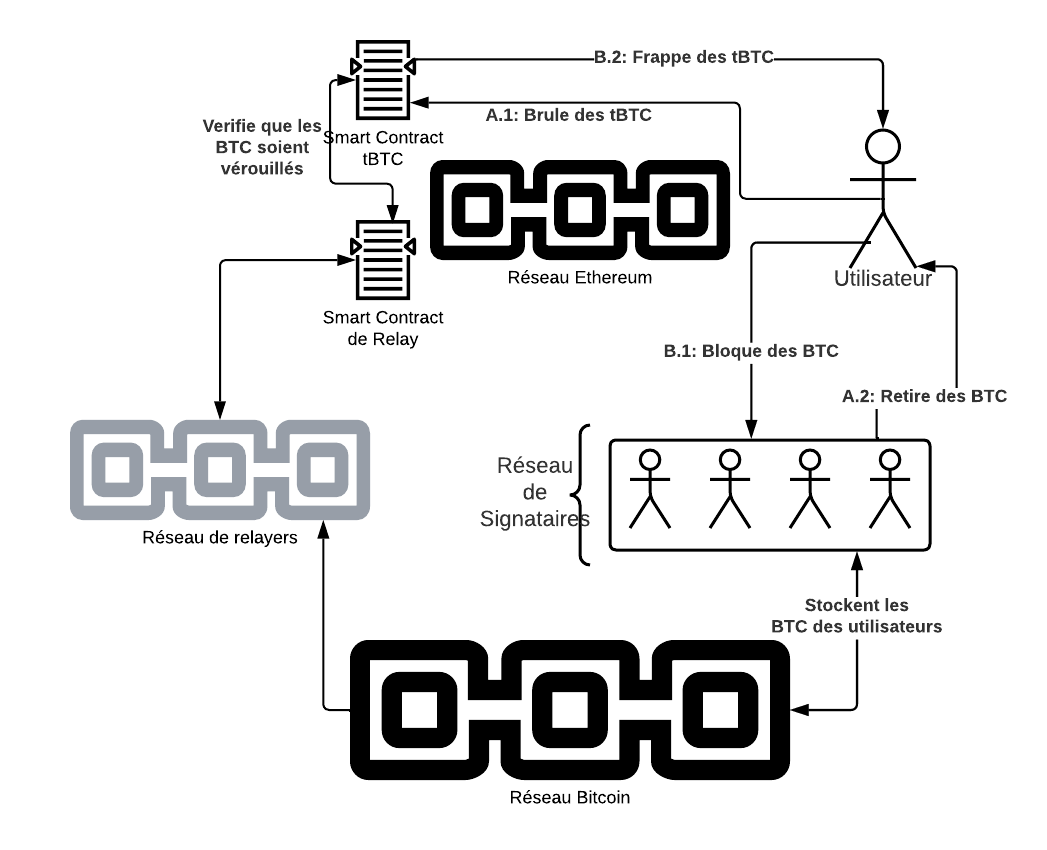 B.2: Frappe des tBTC
A.1: Brule des tBTC
Verifie que les
BTC soient
vérouillés
Smart Contract
tBTC
Réseau Ethereum
Utilisateur
Smart Contract
de Relay
B.1: Bloque des BTC
A.2: Retire des BTC
Réseau
de
Signataires
Réseau de relayers
Stockent les
BTC des utilisateurs
Réseau Bitcoin